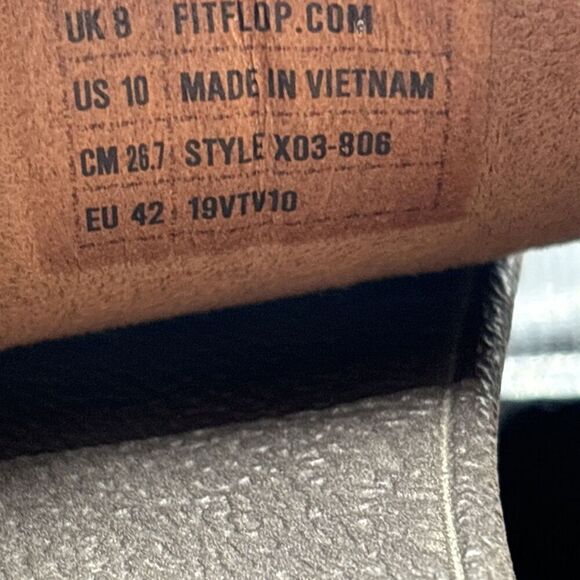 UK 8 FITFLOP.COM
US 10 MADE IN VIETNAM
CM 26.7 STYLE X03-806
EU 42 19VTV10